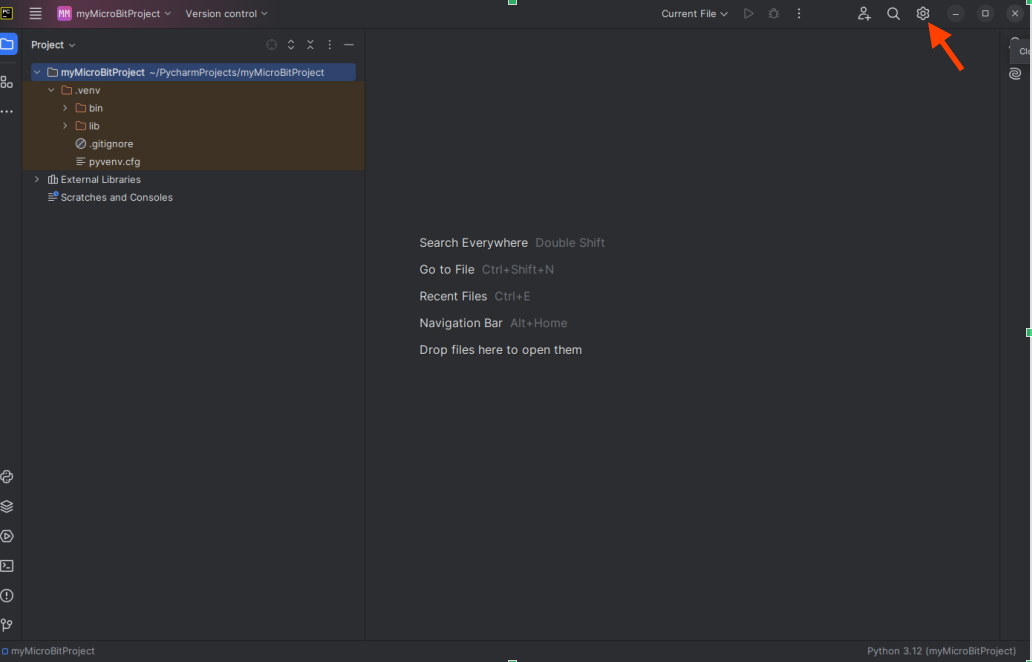 PC
MM myMicroBitProject Version control Current File
Project
Clo
myMicroBitProject ~/PycharmProjects/myMicroBitProject
.venv
bin
lib
.gitignore
pyvenv.cfg
External Libraries
Scratches and Consoles
Search Everywhere Double Shift
Go to File Ctrl+Shift+N
Recent Files Ctrl+E
Navigation Bar Alt+Home
Drop files here to open them
myMicroBitProject Python 3.12 (myMicroBitProject)